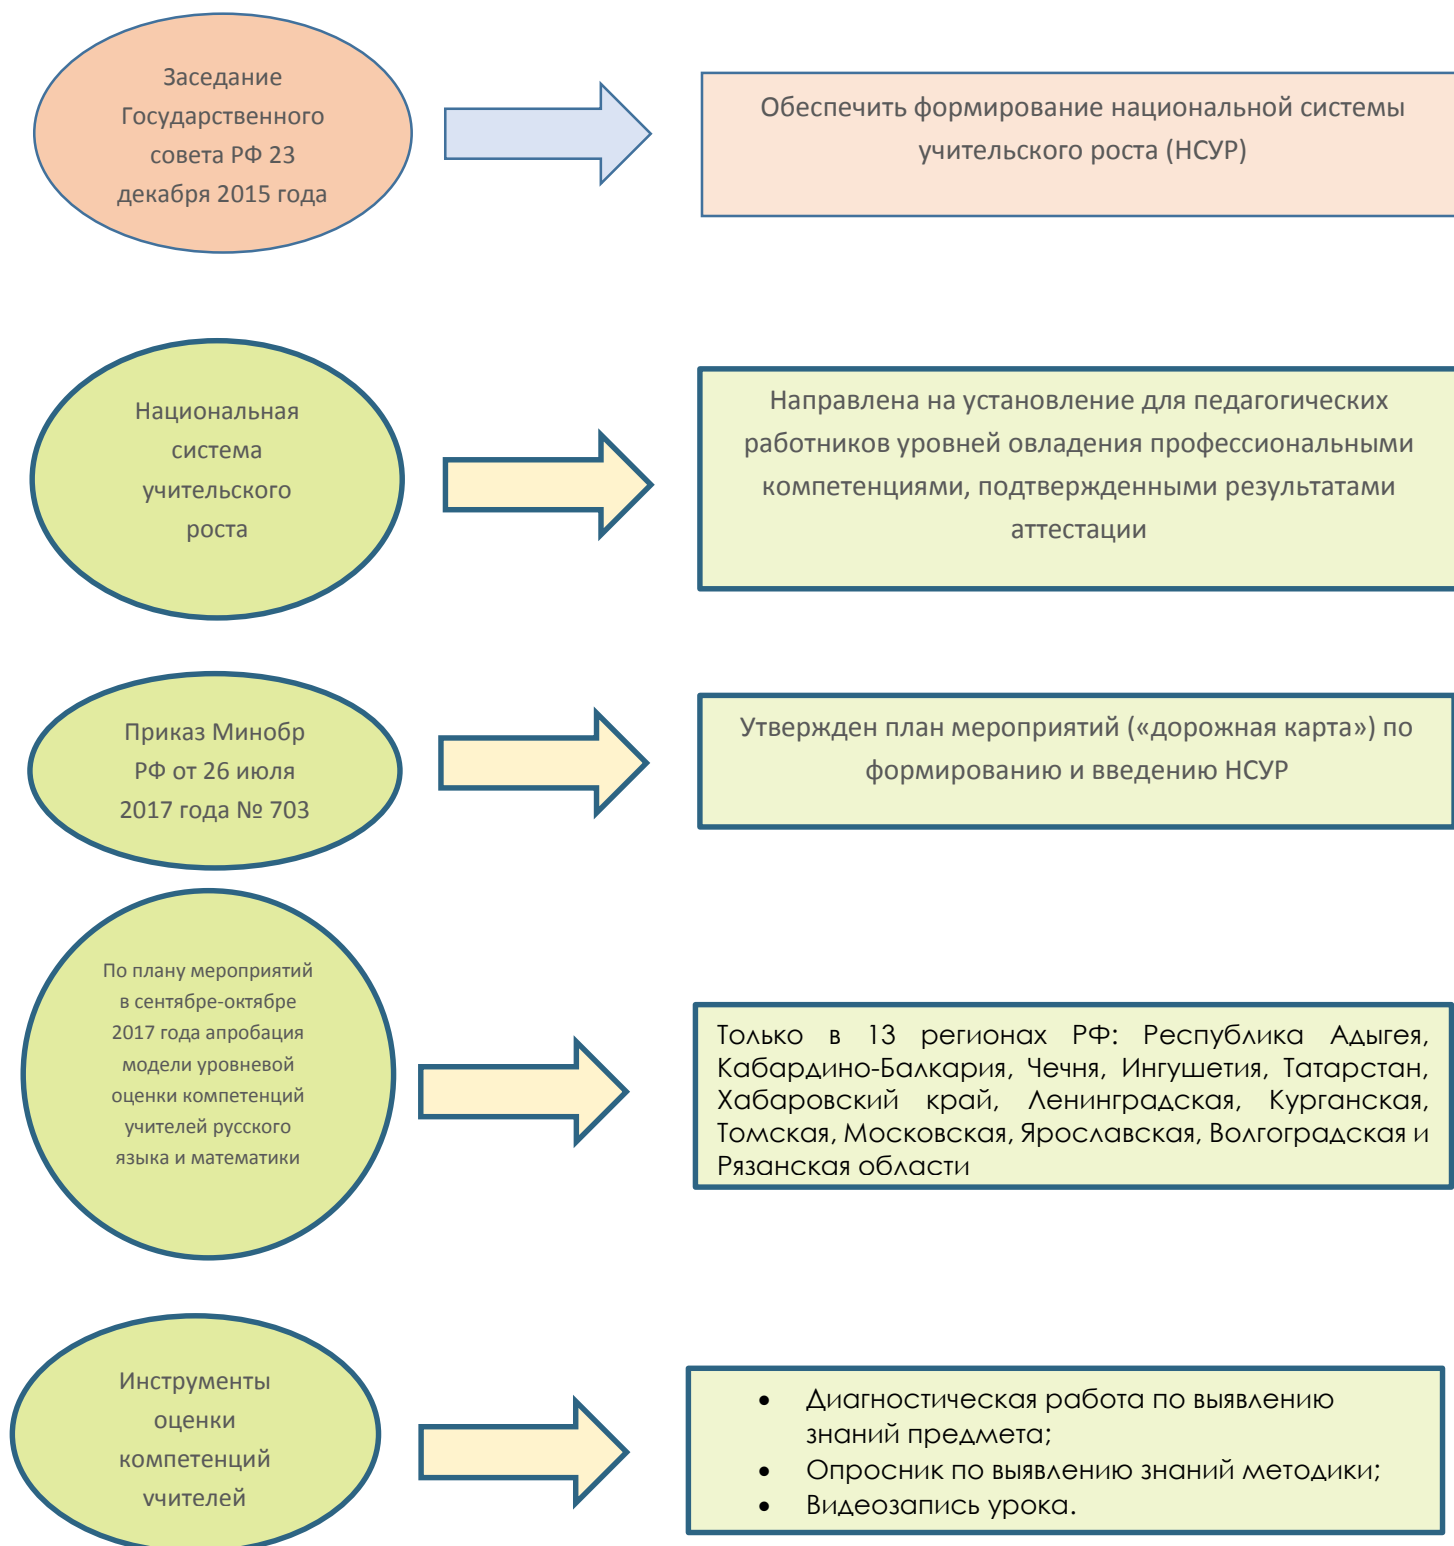 Заседание
Государственного
совета РФ 23
декабря 2015 года
Обеспечить формирование национальной системы
учительского роста (НСУР)
Национальная
система
учительского
роста
Направлена на установление для педагогических
работников уровней овладения профессиональными
компетенциями, подтвержденными результатами
аттестации
Приказ Минобр
РФ от 26 июля
2017 года № 703
Утвержден план мероприятий («дорожная карта») по
формированию и введению НСУР
По плану мероприятий
в сентябре-октябре
2017 года апробация
модели уровневой
оценки компетенций
учителей русского
языка и математики
Только в 13 регионах РФ: Республика Адыгея,
Кабардино-Балкария, Чечня, Ингушетия, Татарстан,
Хабаровский край, Ленинградская, Курганская,
Томская, Московская, Ярославская, Волгоградская и
Рязанская области
Инструменты
оценки
компетенций
учителей
• Диагностическая работа по выявлению
знаний предмета;
• Опросник по выявлению знаний методики;
• Видеозапись урока.